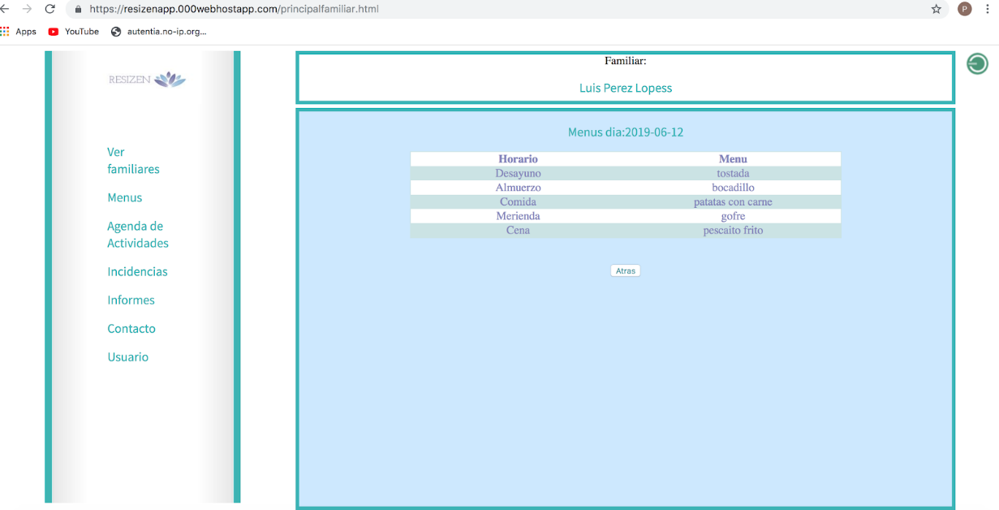 https://resizenapp.000webhostapp.com/principalfamiliar.html
P
Apps YouTube autentia.no-ip.org...
RESIZEN
Ver
familiares
Menus
Agenda de
Actividades
Incidencias
Informes
Contacto
Usuario
Familiar:
Luis Perez Lopess
Menus dia:2019-06-12
Horario Menu
Desayuno tostada
Almuerzo bocadillo
Comida patatas con carne
Merienda gofre
Cena pescaito frito
Atras